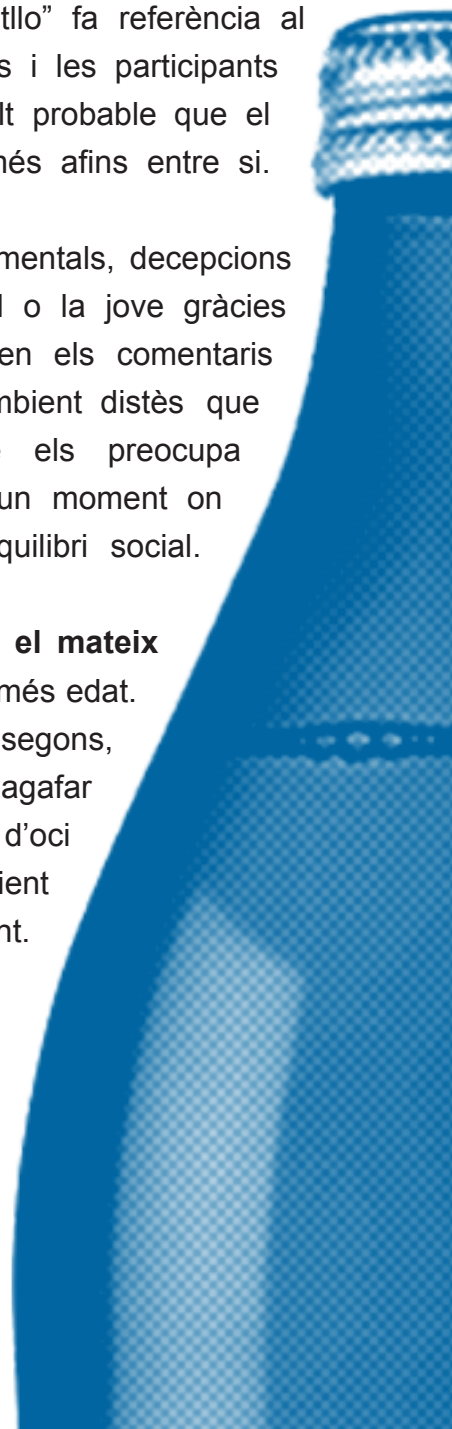 tllo” fa referència al
s i les participants
lt probable que el
més afins entre si.
mentals, decepcions
l o la jove gràcies
en els comentaris
mbient distès que
els preocupa
un moment on
quilibri social.
el mateix
més edat.
segons,
agafar
d’oci
ient
nt.